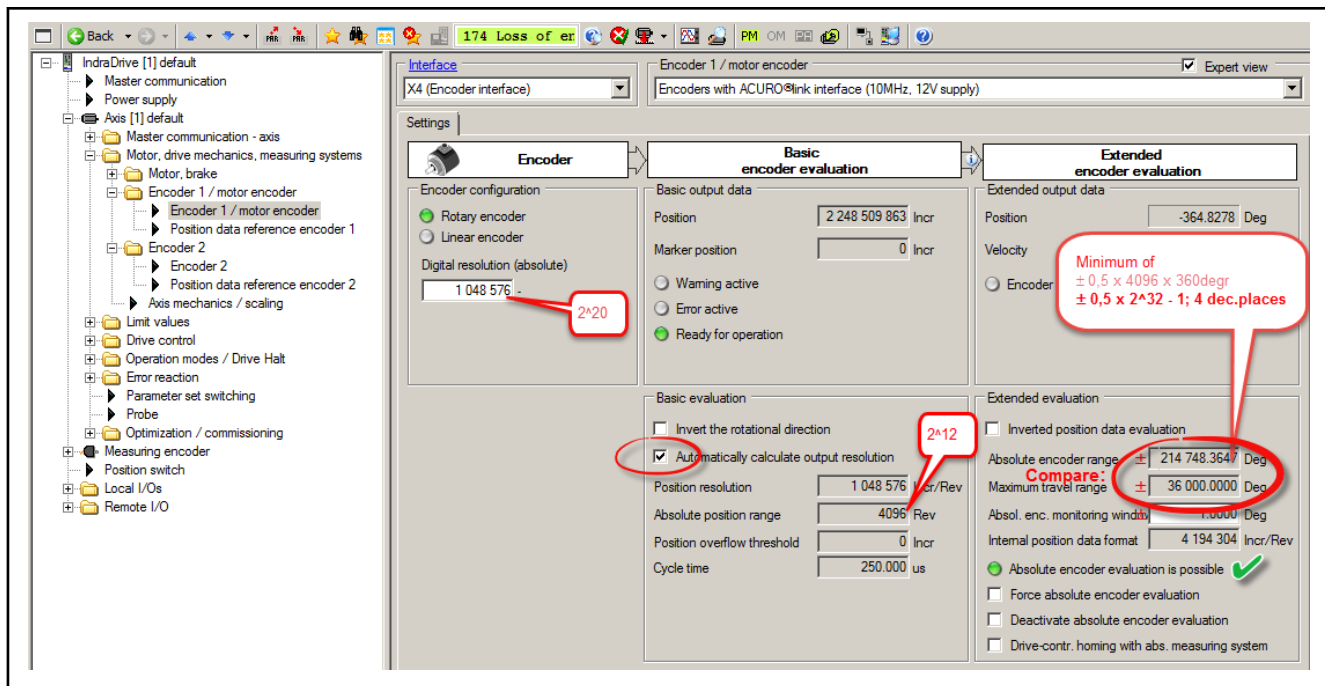 Back
174 Loss of er
PM OM
IndraDrive [1] default
Master communication
Power supply
Axis [1] default
Master communication - axis
Motor, drive mechanics, measuring systems
Motor, brake
Encoder 1 / motor encoder
Encoder 1 / motor encoder
Position data reference encoder 1
Encoder 2
Encoder 2
Position data reference encoder 2
Axis mechanics / scaling
Limit values
Drive control
Operation modes / Drive Halt
Error reaction
Parameter set switching
Probe
Optimization / commissioning
Measuring encoder
Position switch
Local I/Os
Remote I/O
Interface
X4 (Encoder interface)
Encoder 1 / motor encoder
Expert view
Encoders with ACURO®link interface (10MHz, 12V supply)
Settings
Encoder
Basic
encoder evaluation
Extended
encoder evaluation
Encoder configuration
Rotary encoder
Linear encoder
Digital resolution (absolute)
1 048 576 -
2^20
Basic output data
Position 2 248 509 863 Incr
Marker position 0 Incr
Warning active
Error active
Ready for operation
Extended output data
Position -364.8278 Deg
Velocity
Encoder
Minimum of
± 0,5 x 4096 x 360degr
± 0,5 x 2^32 - 1; 4 dec.places
Basic evaluation
Invert the rotational direction
2^12
Automatically calculate output resolution
Position resolution 1 048 576 Incr/Rev
Absolute position range 4096 Rev
Position overflow threshold 0 Incr
Cycle time 250.000 us
Extended evaluation
Inverted position data evaluation
Absolute encoder range ± 214 748.3647 Deg
Compare:
Maximum travel range ± 36 000.0000 Deg
Absol. enc. monitoring window ± 1.0000 Deg
Internal position data format 4 194 304 Incr/Rev
Absolute encoder evaluation is possible
Force absolute encoder evaluation
Deactivate absolute encoder evaluation
Drive-contr. homing with abs. measuring system